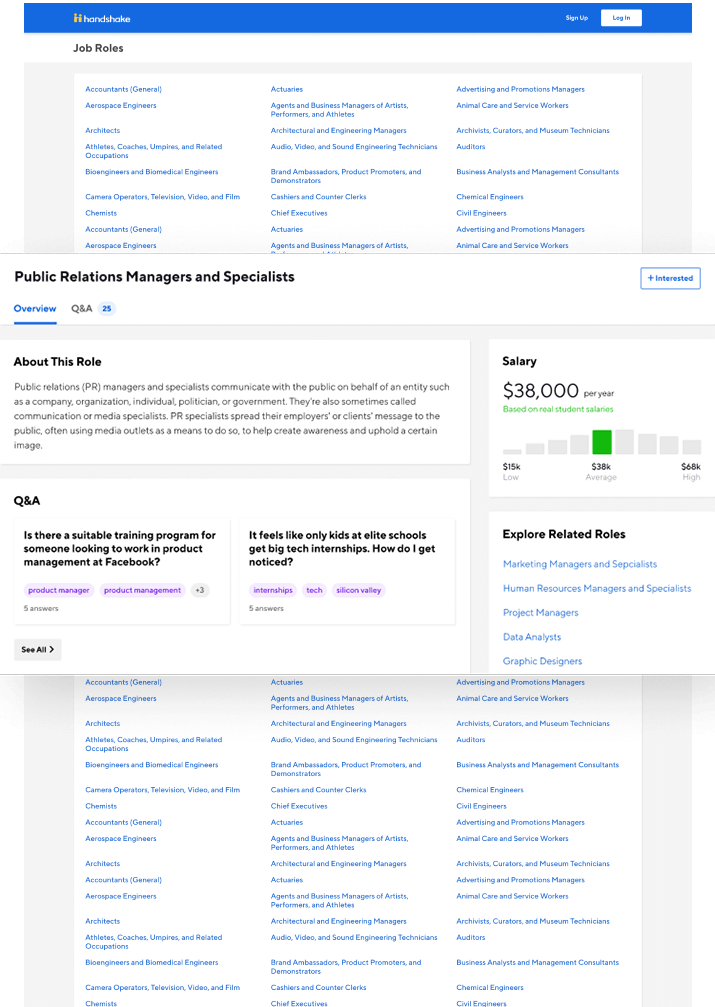 handshake
Sign Up
Log In
Job Roles
Accountants (General)
Actuaries
Advertising and Promotions Managers
Aerospace Engineers
Agents and Business Managers of Artists,
Performers, and Athletes
Animal Care and Service Workers
Architects
Architectural and Engineering Managers
Archivists, Curators, and Museum Technicians
Athletes, Coaches, Umpires, and Related
Occupations
Audio, Video, and Sound Engineering Technicians
Auditors
Bioengineers and Biomedical Engineers
Brand Ambassadors, Product Promoters, and
Demonstrators
Business Analysts and Management Consultants
Camera Operators, Television, Video, and Film
Cashiers and Counter Clerks
Chemical Engineers
Chemists
Chief Executives
Civil Engineers
Accountants (General)
Actuaries
Advertising and Promotions Managers
Aerospace Engineers
Agents and Business Managers of Artists,
Animal Care and Service Workers
Public Relations Managers and Specialists
+ Interested
Overview
Q&A 25
About This Role
Public relations (PR) managers and specialists communicate with the public on behalf of an entity such
as a company, organization, individual, politician, or government. They're also sometimes called
communication or media specialists. PR specialists spread their employers' or clients' message to the
public, often using media outlets as a means to do so, to help create awareness and uphold a certain
image.
Q&A
Is there a suitable training program for
someone looking to work in product
management at Facebook?
product manager
product management
+3
5 answers
It feels like only kids at elite schools
get big tech internships. How do I get
noticed?
internships
tech
silicon valley
5 answers
See All >
Salary
$38,000 per year
Based on real student salaries
$15k
$38k
$68k
Low
Average
High
Explore Related Roles
Marketing Managers and Sepcialists
Human Resources Managers and Specialists
Project Managers
Data Analysts
Graphic Designers
Accountants (General)
Actuaries
Advertising and Promotions Managers
Aerospace Engineers
Agents and Business Managers of Artists,
Performers, and Athletes
Animal Care and Service Workers
Architects
Architectural and Engineering Managers
Archivists, Curators, and Museum Technicians
Athletes, Coaches, Umpires, and Related
Occupations
Audio, Video, and Sound Engineering Technicians
Auditors
Bioengineers and Biomedical Engineers
Brand Ambassadors, Product Promoters, and
Demonstrators
Business Analysts and Management Consultants
Camera Operators, Television, Video, and Film
Cashiers and Counter Clerks
Chemical Engineers
Chemists
Chief Executives
Civil Engineers
Accountants (General)
Actuaries
Advertising and Promotions Managers
Aerospace Engineers
Agents and Business Managers of Artists,
Performers, and Athletes
Animal Care and Service Workers
Architects
Architectural and Engineering Managers
Archivists, Curators, and Museum Technicians
Accountants (General)
Actuaries
Advertising and Promotions Managers
Aerospace Engineers
Agents and Business Managers of Artists,
Performers, and Athletes
Animal Care and Service Workers
Architects
Architectural and Engineering Managers
Archivists, Curators, and Museum Technicians
Athletes, Coaches, Umpires, and Related
Occupations
Audio, Video, and Sound Engineering Technicians
Auditors
Bioengineers and Biomedical Engineers
Brand Ambassadors, Product Promoters, and
Demonstrators
Business Analysts and Management Consultants
Camera Operators, Television, Video, and Film
Cashiers and Counter Clerks
Chemical Engineers
Chemists
Chief Executives
Civil Engineers